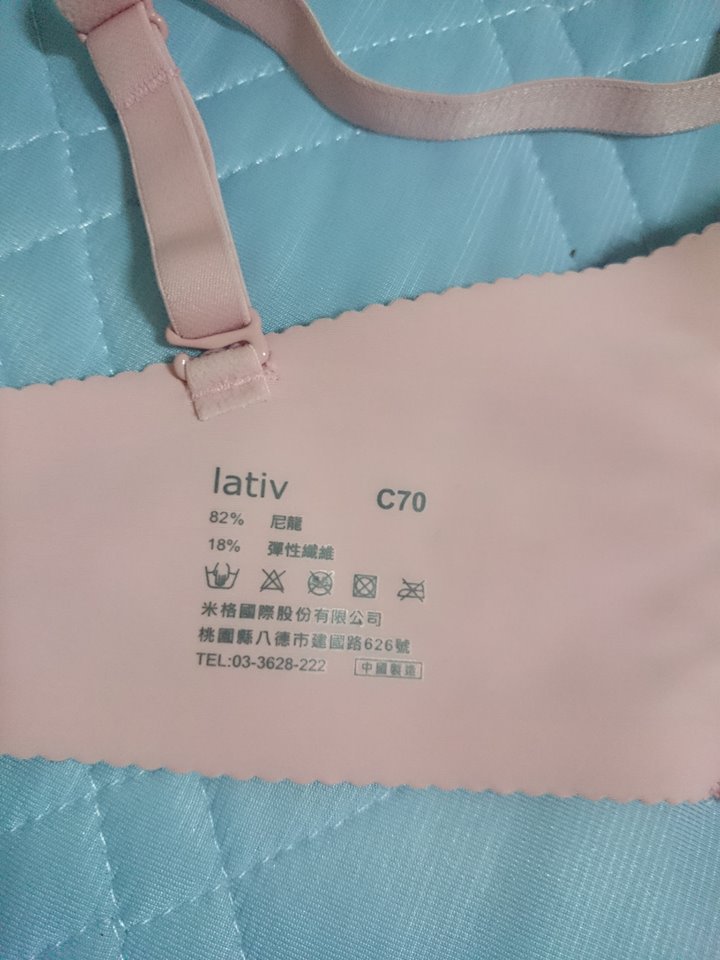 lativ C70
82% 尼龍
18% 彈性纖維
米格國際股份有限公司
桃園縣八德市建國路626號
TEL:03-3628-222 中國製造